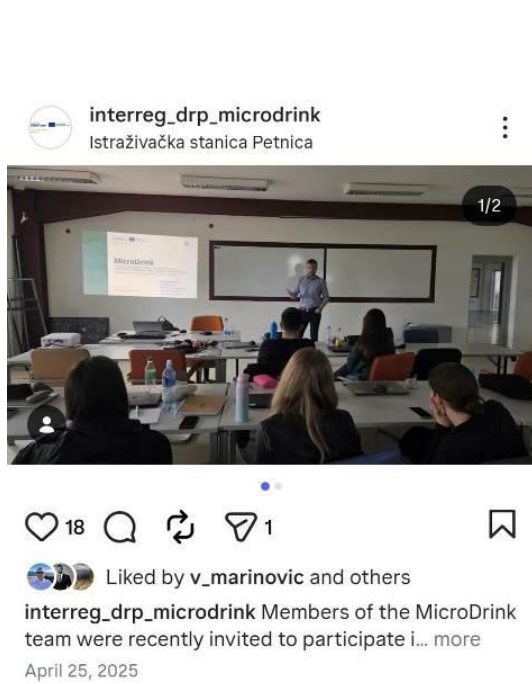 interreg_drp_microdrink
Istraživačka stanica Petnica
1/2
MicroDrink
18
1
Liked by v_marinovic and others
interreg_drp_microdrink Members of the MicroDrink
team were recently invited to participate i... more
April 25, 2025